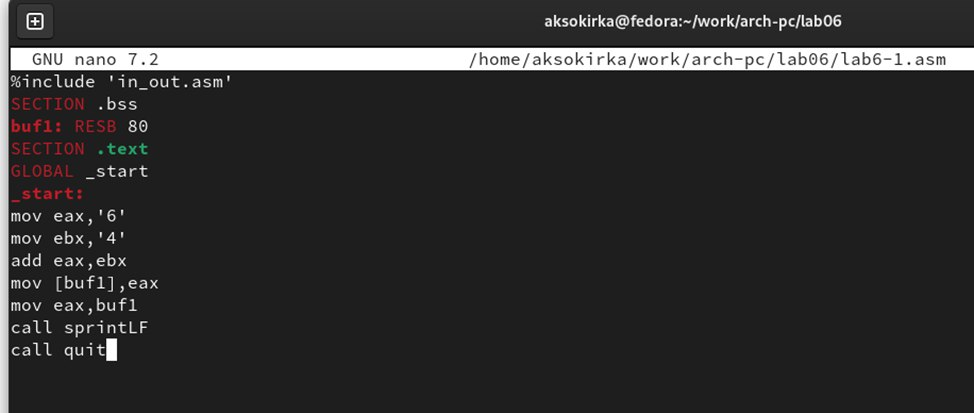 aksokirka@fedora:~/work/arch-pc/lab06
GNU nano 7.2 /home/aksokirka/work/arch-pc/lab06/lab6-1.asm
%include 'in_out.asm'
SECTION .bss
buf1: RESB 80
SECTION .text
GLOBAL _start
_start:
mov eax,'6'
mov ebx,'4'
add eax,ebx
mov [buf1],eax
mov eax,buf1
call sprintLF
call quit